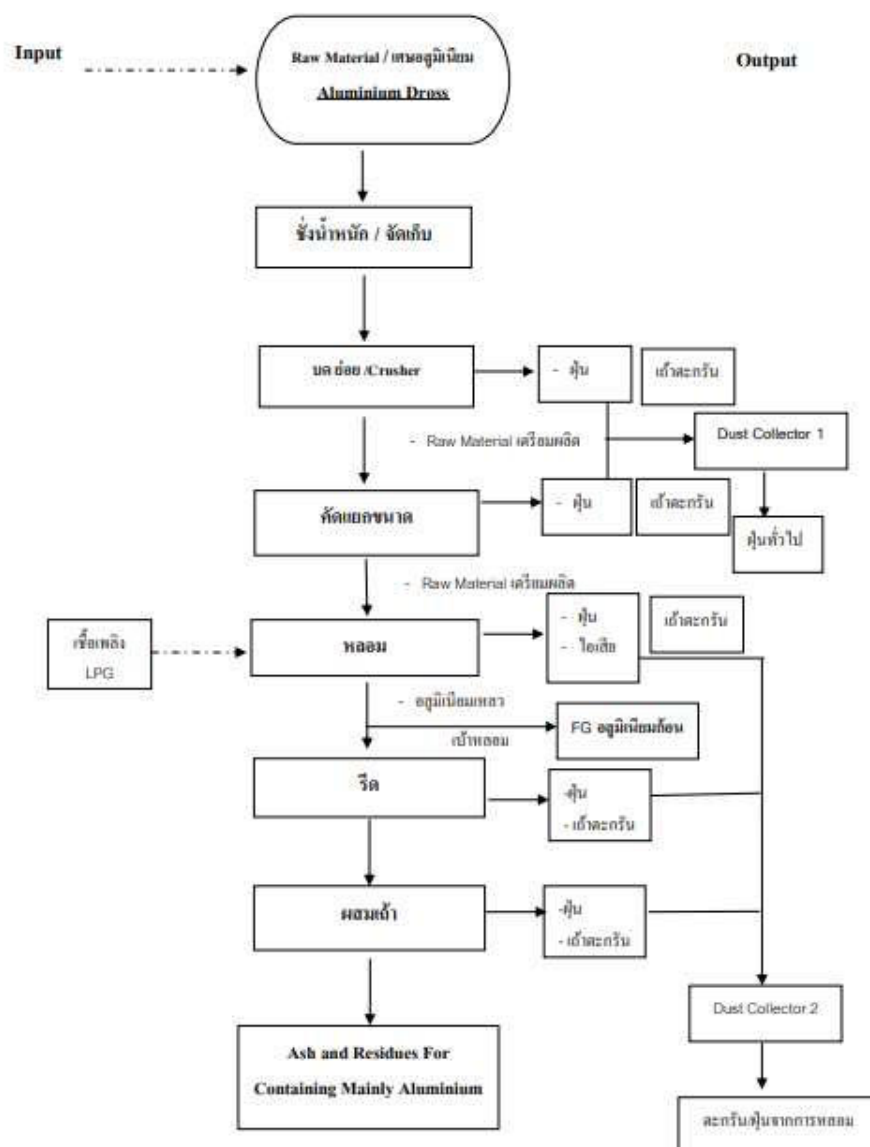 Input
Raw Material / เศษอลูมิเนียม
Aluminium Dross
Output
ชั่งน้ำหนัก / จัดเก็บ
บด ย่อย /Crusher
- ฝุ่น
เถ้าตะกรัน
- Raw Material เตรียมผลิต
Dust Collector 1
คัดแยกขนาด
- ฝุ่น
เถ้าตะกรัน
ฝุ่นทั่วไป
- Raw Material เตรียมผลิต
เชื้อเพลิง
LPG
หลอม
- ฝุ่น
- ไอเสีย
เถ้าตะกรัน
- อลูมิเนียมเหลว
เบ้าหลอม
FG อลูมิเนียมก้อน
รีด
-ฝุ่น
- เถ้าตะกรัน
ผสมเถ้า
-ฝุ่น
- เถ้าตะกรัน
Dust Collector 2
Ash and Residues For
Containing Mainly Aluminium
ตะกรัน/ฝุ่นจากการหลอม